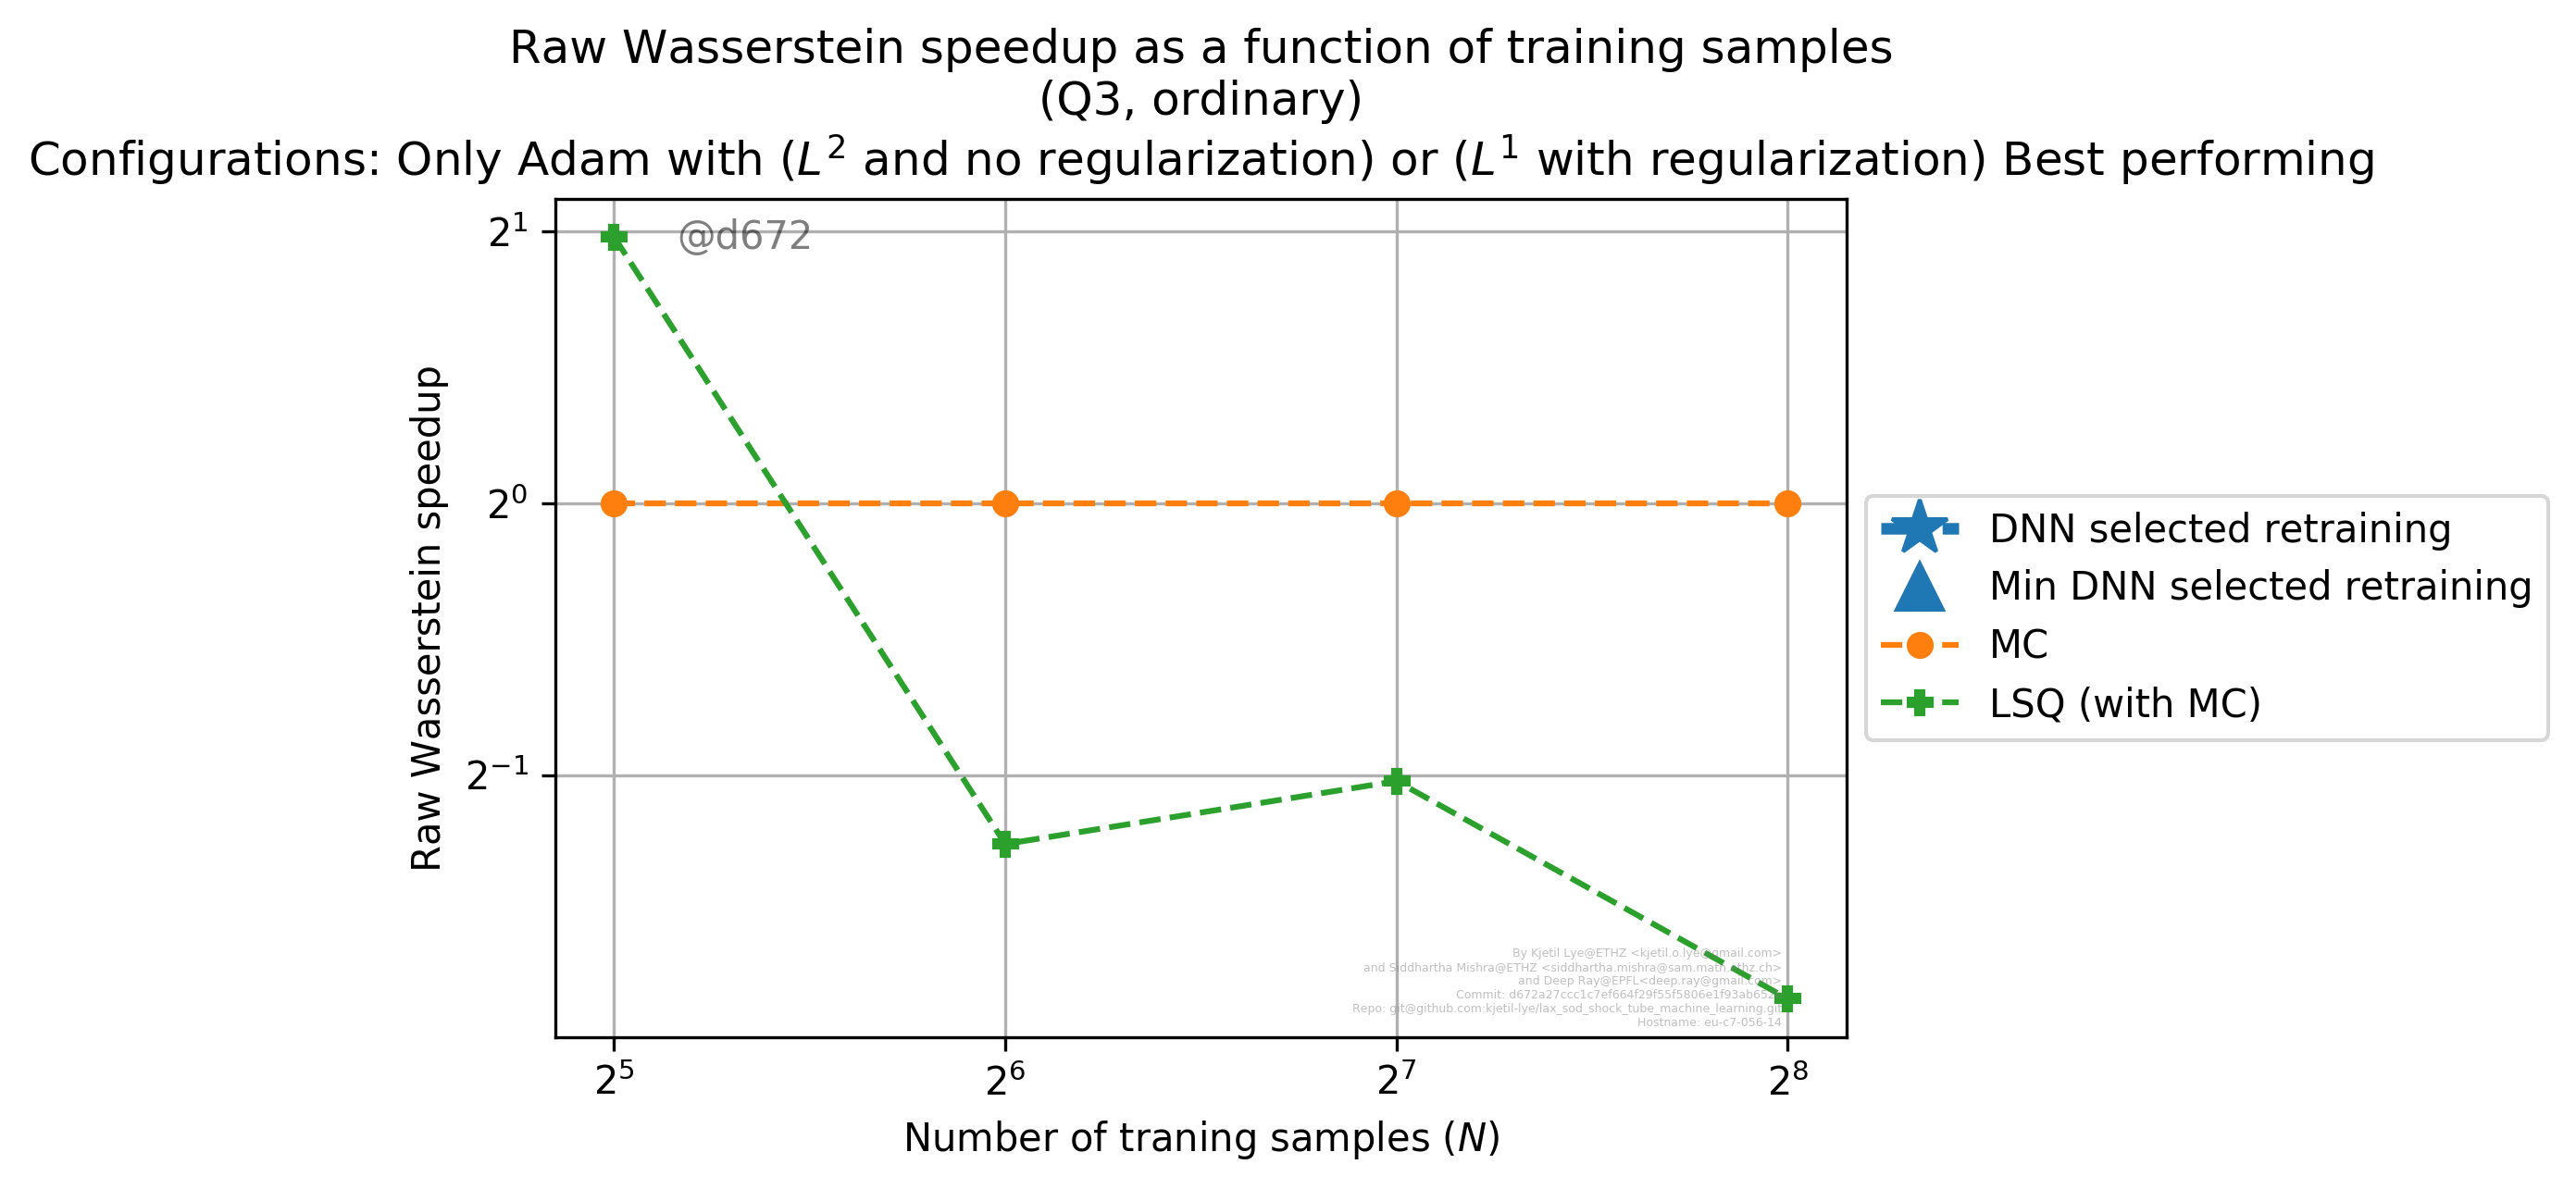 Raw Wasserstein speedup as a function of training samples
(Q3, ordinary)
Configurations: Only Adam with (L² and no regularization) or (L¹ with regularization) Best performing
@d672
2¹
2⁰
2⁻¹
Raw Wasserstein speedup
DNN selected retraining
Min DNN selected retraining
MC
LSQ (with MC)
By Kjetil Lye@ETHZ <kjetil.o.lye@gmail.com>
and Siddhartha Mishra@ETHZ <siddhartha.mishra@sam.math.ethz.ch>
and Deep Ray@EPFL<deep.ray@gmail.com>
Commit:
Repo: git@github.com:kjetil-lye/lax_sod_shock_tube_machine_learning.git
Hostname: eu-c7-056-14
2⁵ 2⁶ 2⁷ 2⁸
Number of traning samples (N)